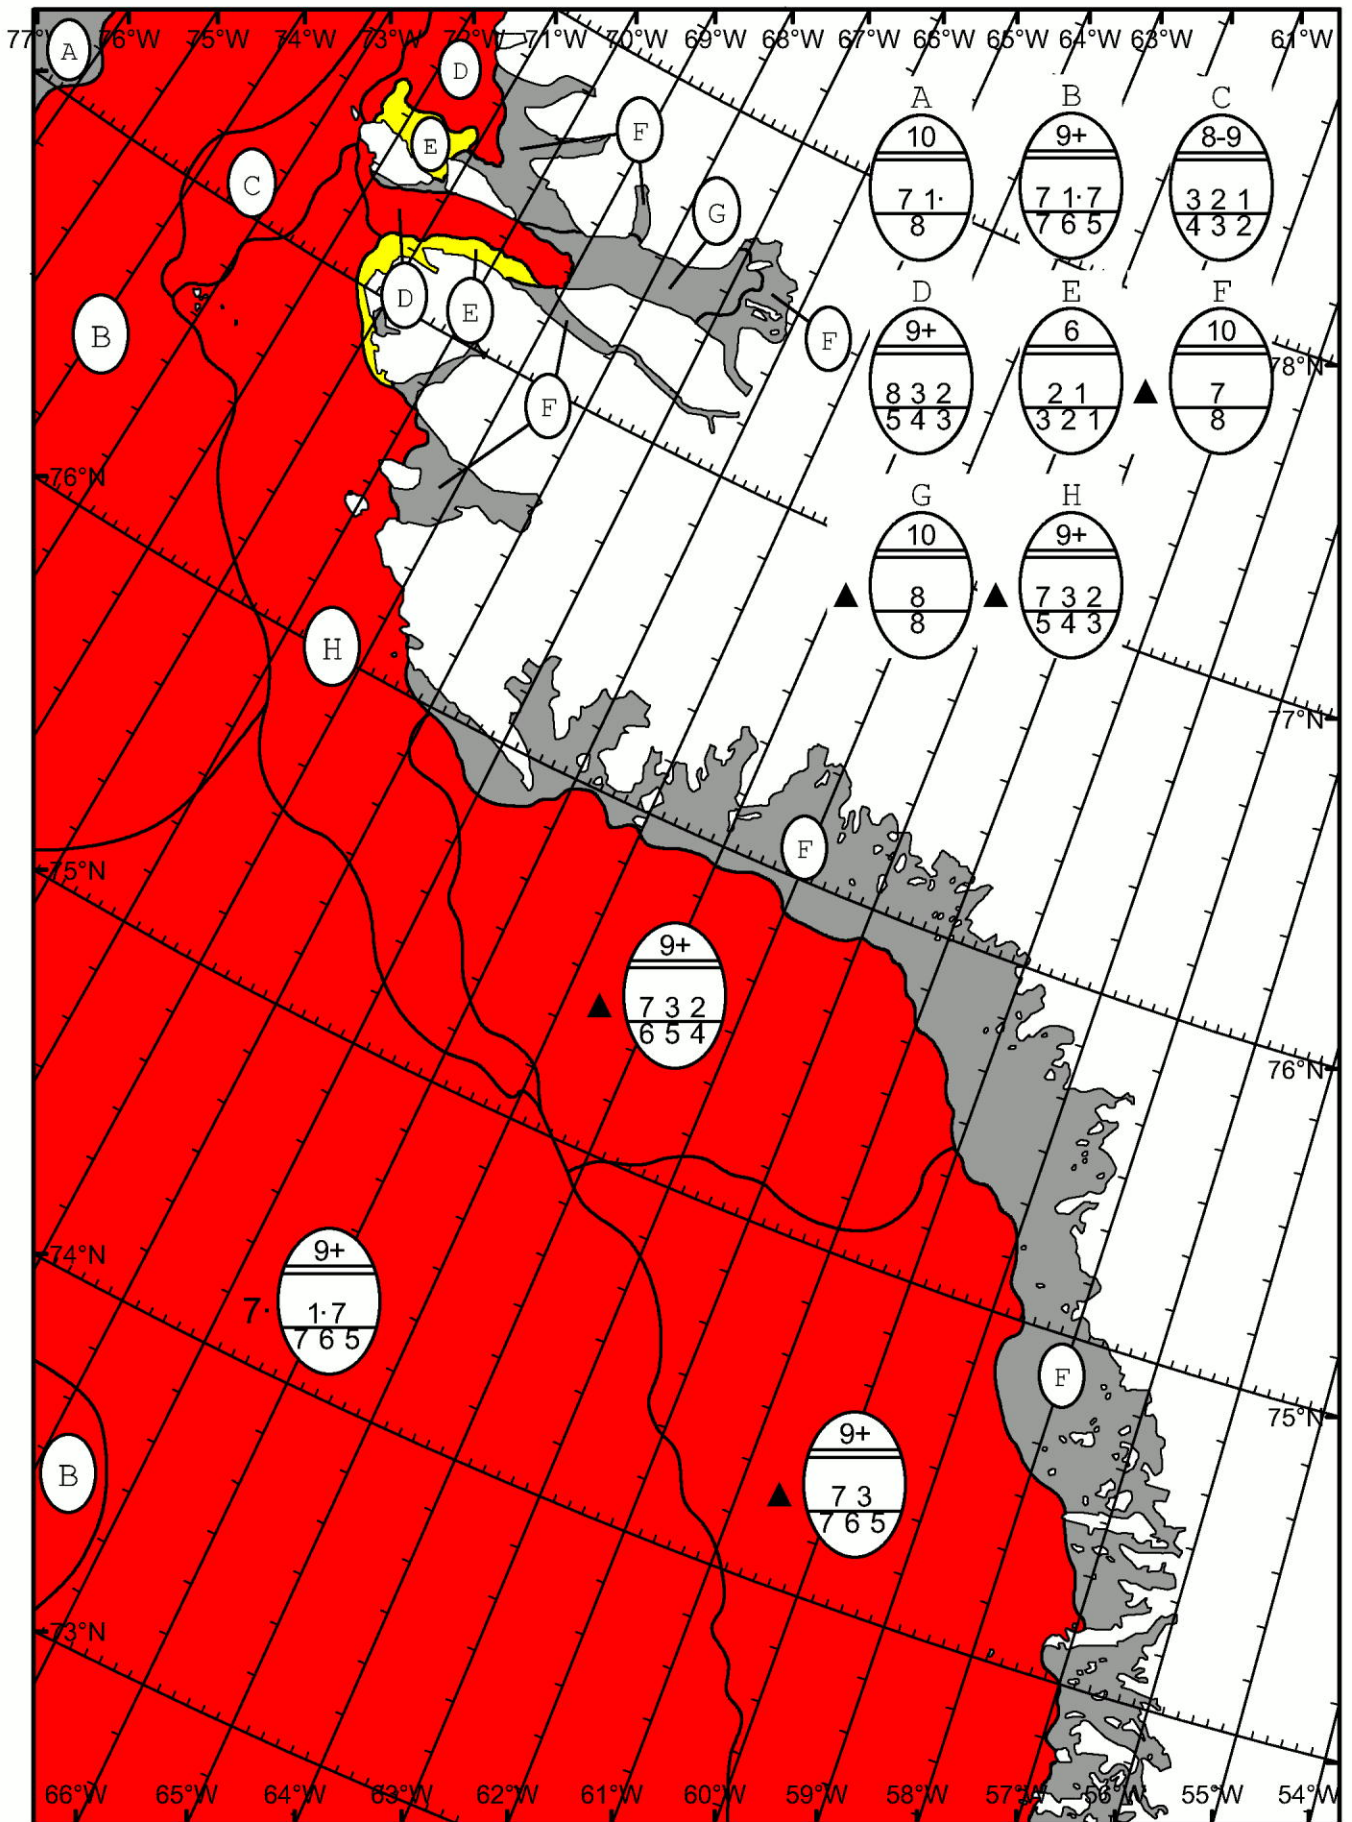 77°W 76°W 75°W 74°W 73°W 72°W 71°W 70°W 69°W 68°W 67°W 66°W 65°W 64°W 63°W 61°W
A
D
E
F
C
G
B
D
E
F
F
A B C
10 9+ 8-9
7 1· 7 1·7 3 2 1
8 7 6 5 4 3 2
D E F
9+ 6 10
8 3 2 2 1 7
5 4 3 3 2 1 8
78°N
G H
10 9+
8 7 3 2
8 5 4 3
76°N
H
77°N
F
75°N
9+
7 3 2
6 5 4
76°N
74°N
9+
7· 1·7
7 6 5
F
75°N
B
9+
7 3
7 6 5
73°N
66°W 65°W 64°W 63°W 62°W 61°W 60°W 59°W 58°W 57°W 56°W 55°W 54°W